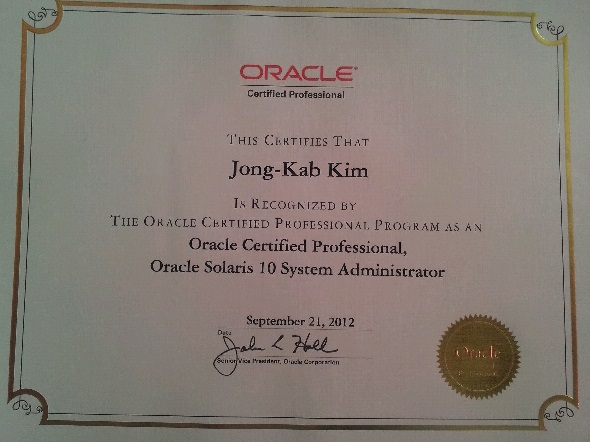 ORACLE®
Certified Professional
THIS CERTIFIES THAT
Jong-Kab Kim
IS RECOGNIZED BY
THE ORACLE CERTIFIED PROFESSIONAL PROGRAM AS AN
Oracle Certified Professional,
Oracle Solaris 10 System Administrator
September 21, 2012
Date
John L Hall
Senior Vice President, Oracle Corporation
Oracle